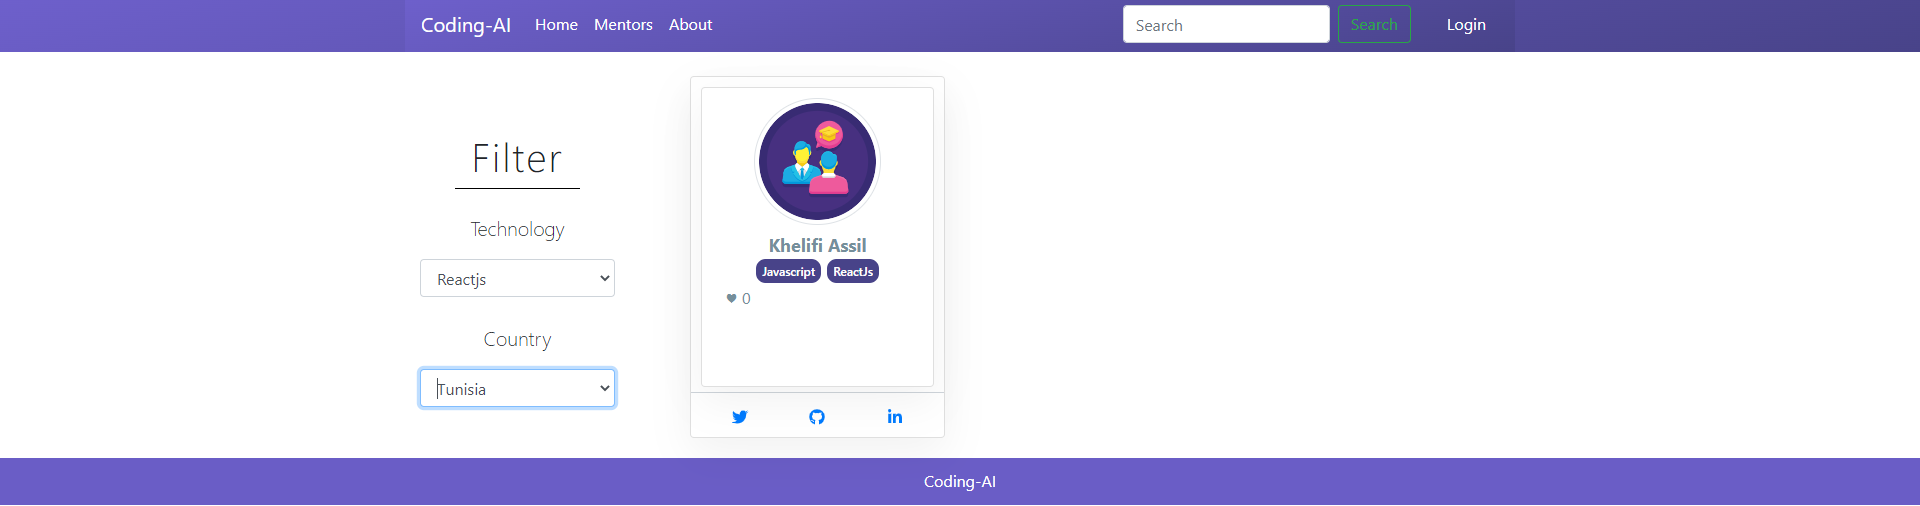 Coding-AI Home Mentors About Search Search Login
Filter
Technology
Reactjs
Country
Tunisia
Khelifi Assil
Javascript ReactJs
0
Coding-AI